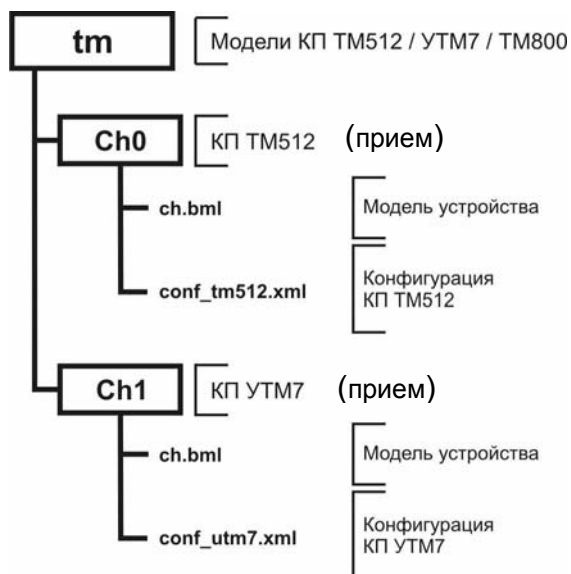 tm Модели КП ТМ512 / УТМ7 / ТМ800
Ch0 КП ТМ512 (прием)
ch.bml Модель устройства
conf_tm512.xml Конфигурация
КП ТМ512
Ch1 КП УТМ7 (прием)
ch.bml Модель устройства
conf_utm7.xml Конфигурация
КП УТМ7